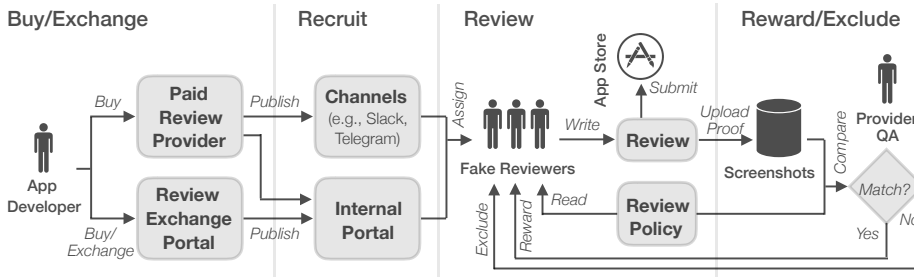 Buy/Exchange
Recruit
Review
Reward/Exclude
App Store
Submit
Buy
Paid
Review
Provider
Publish
Channels
(e.g., Slack,
Telegram)
Assign
Write
Review
Upload
Proof
Compare
Provider
QA
App
Developer
Fake Reviewers
Screenshots
Match?
Buy/
Exchange
Review
Exchange
Portal
Publish
Internal
Portal
Exclude
Reward
Read
Review
Policy
Yes
No